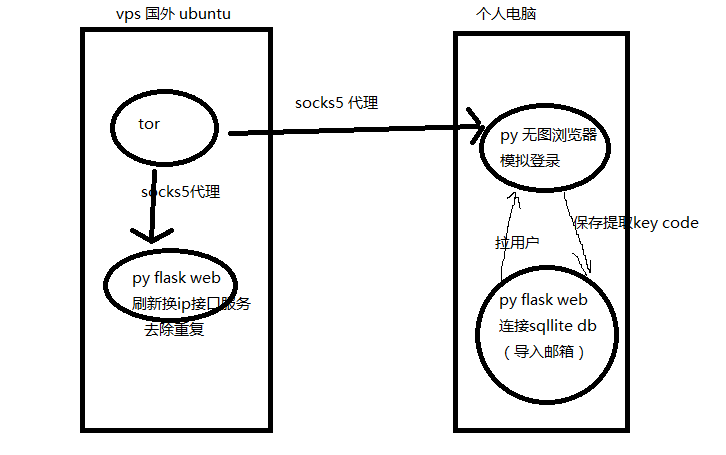 vps 国外 ubuntu
个人电脑
tor
socks5 代理
py 无图浏览器
模拟登录
socks5代理
拉用户
保存提取key code
py flask web
刷新换ip接口服务
去除重复
py flask web
连接sqllite db
（导入邮箱）